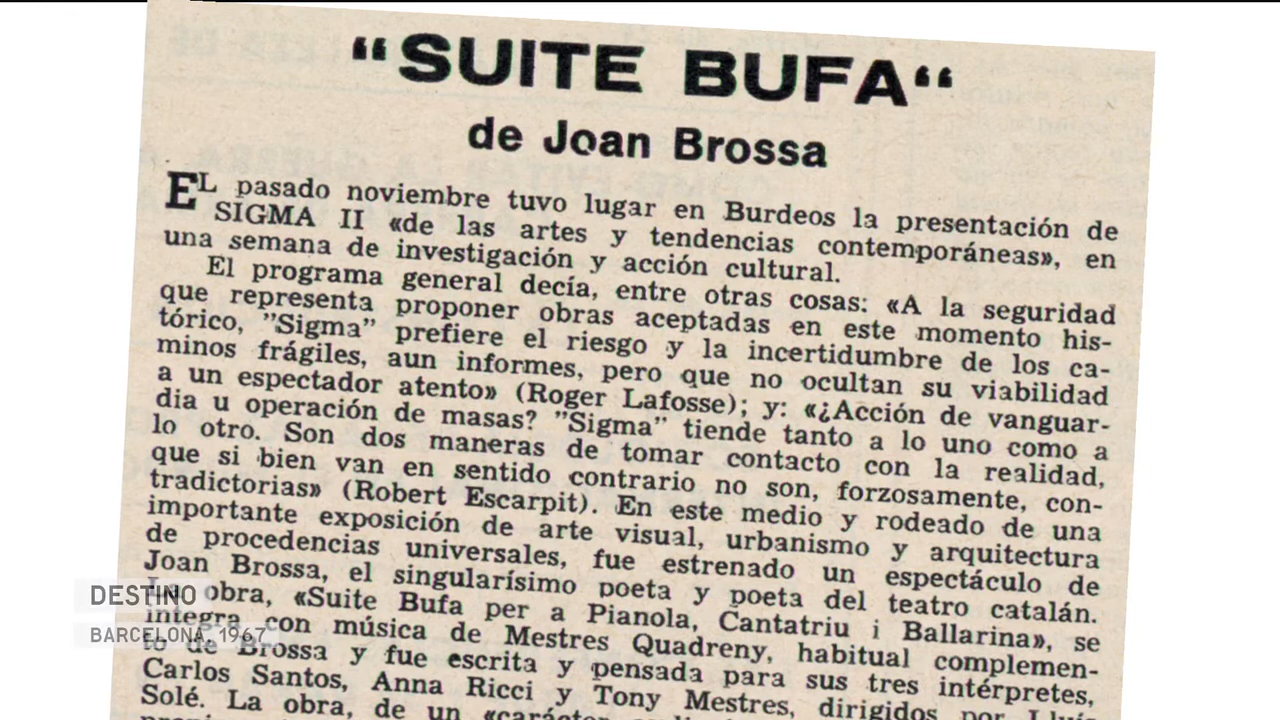 “SUITE BUFA“
de Joan Brossa
EL pasado noviembre tuvo lugar en Burdeos la presentación de
SIGMA II «de las artes y tendencias contemporáneas», en
una semana de investigación y acción cultural.
El programa general decía, entre otras cosas: «A la seguridad
que representa proponer obras aceptadas en este momento his-
tórico, ”Sigma” prefiere el riesgo y la incertidumbre de los ca-
minos frágiles, aun informes, pero que no ocultan su viabilidad
a un espectador atento» (Roger Lafosse); y: «¿Acción de vanguar-
dia u operación de masas? ”Sigma” tiende tanto a lo uno como a
lo otro. Son dos maneras de tomar contacto con la realidad,
que si bien van en sentido contrario no son, forzosamente, con-
tradictorias» (Robert Escarpit). En este medio y rodeado de una
importante exposición de arte visual, urbanismo y arquitectura
de procedencias universales, fue estrenado un espectáculo de
Joan Brossa, el singularísimo poeta y poeta del teatro catalán.
La obra, «Suite Bufa per a Pianola, Cantatriu i Ballarina», se
integra con música de Mestres Quadreny, habitual complemen-
to de Brossa y fue escrita y pensada para sus tres intérpretes,
Carlos Santos, Anna Ricci y Tony Mestres, dirigidos por Lluís
Solé. La obra, de un «carácter
DESTINO
BARCELONA, 1967